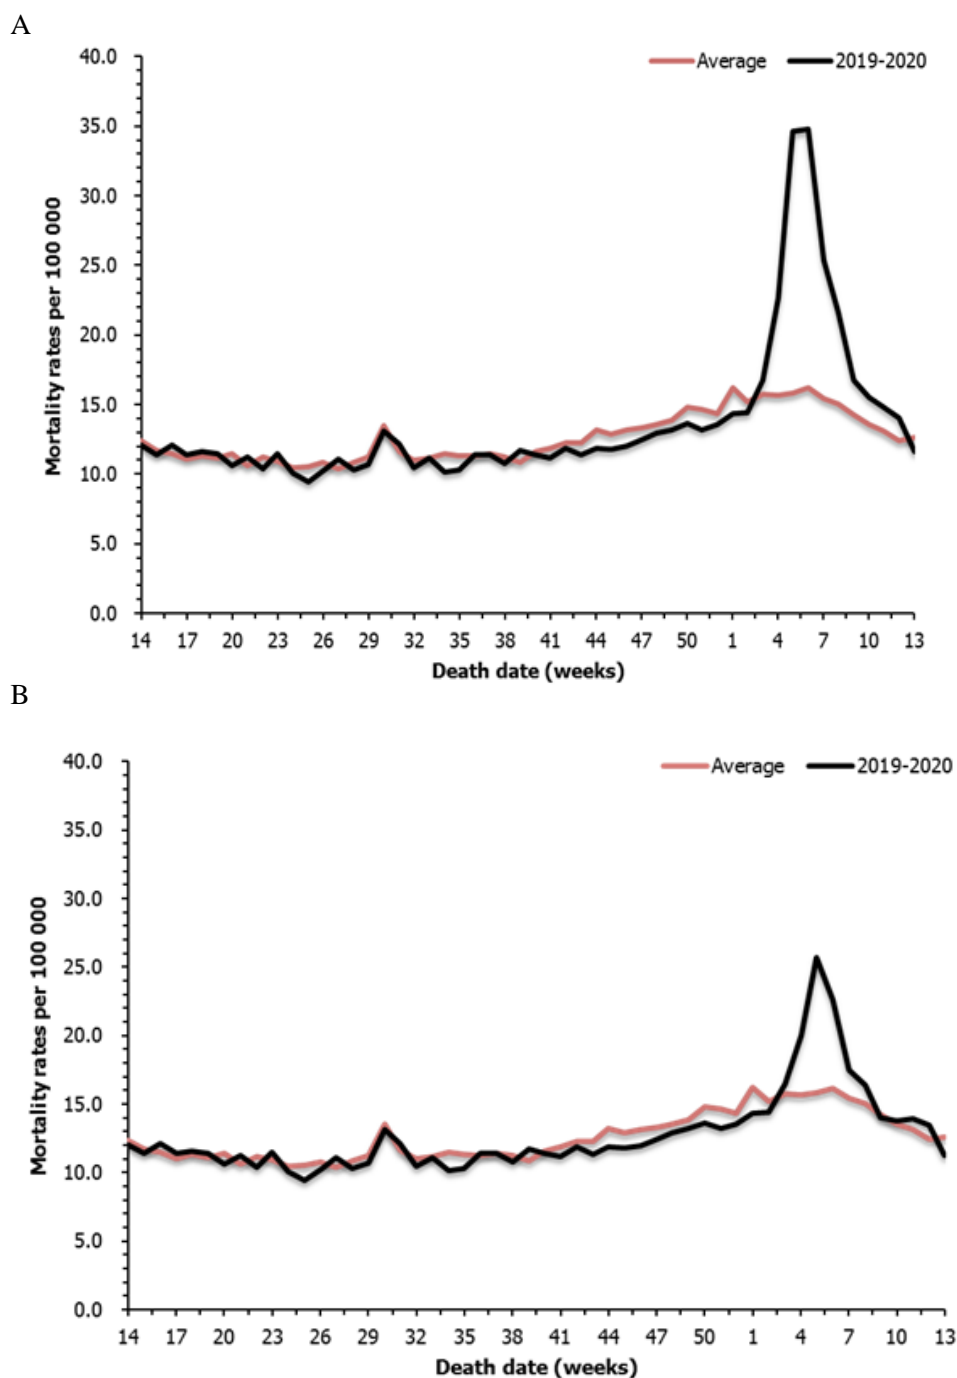 A
Average 2019-2020
40.0
35.0
30.0
25.0
20.0
15.0
10.0
5.0
0.0
Mortality rates per 100 000
14 17 20 23 26 29 32 35 38 41 44 47 50 1 4 7 10 13
Death date (weeks)
B
Average 2019-2020
40.0
35.0
30.0
25.0
20.0
15.0
10.0
5.0
0.0
Mortality rates per 100 000
14 17 20 23 26 29 32 35 38 41 44 47 50 1 4 7 10 13
Death date (weeks)